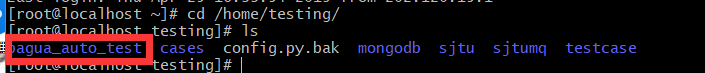 [root@localhost ~]# cd /home/testing/
[root@localhost testing]# ls
bagua_auto_test cases config.py.bak mongodb sjtu sjtumq testcase
[root@localhost testing]#